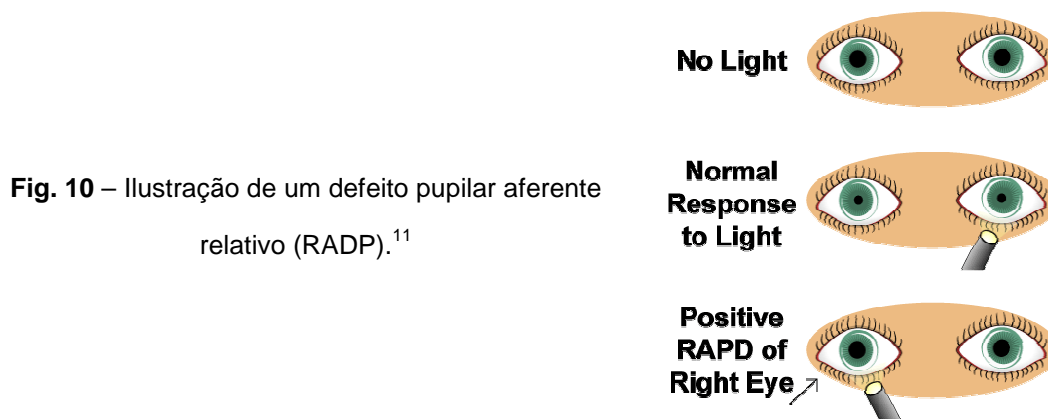 No Light
Fig. 10 – Ilustração de um defeito pupilar aferente
relativo (RADP).11
Normal
Response
to Light
Positive
RAPD of
Right Eye